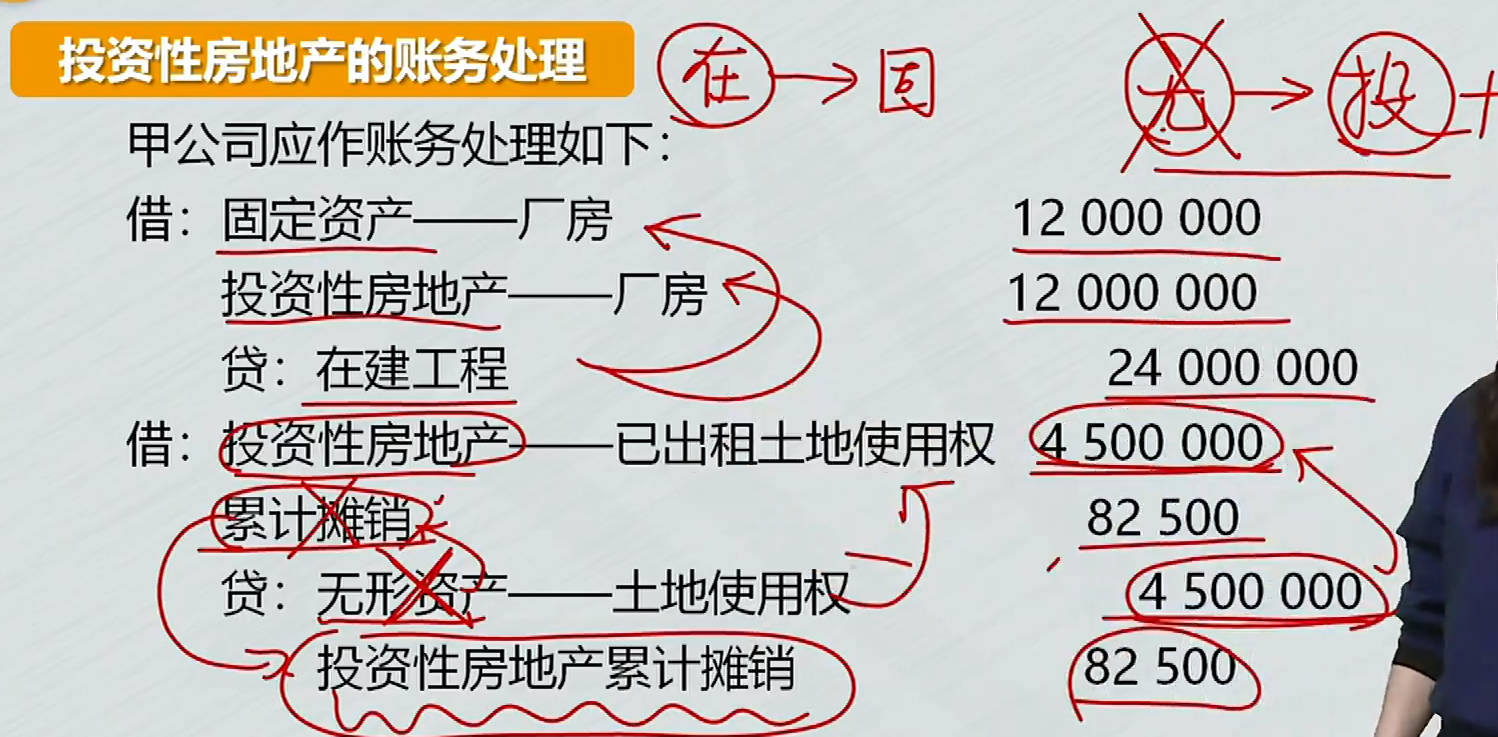 投资性房地产的账务处理 在→固 无→投+
甲公司应作账务处理如下：
借：固定资产——厂房 12 000 000
投资性房地产——厂房 12 000 000
贷：在建工程 24 000 000
借：投资性房地产——已出租土地使用权 4 500 000
累计摊销 82 500
贷：无形资产——土地使用权 4 500 000
投资性房地产累计摊销 82 500